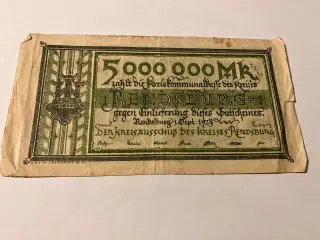 5 000 000 Mk.
zahlt die Kreiskommunalkasse des Kreises
RENDSBURG
gegen Einlieferung dieses Gutscheines.
Rendsburg 1. Sept. 1923
DER KREISAUSSCHUß DES KREISES RENDSBURG